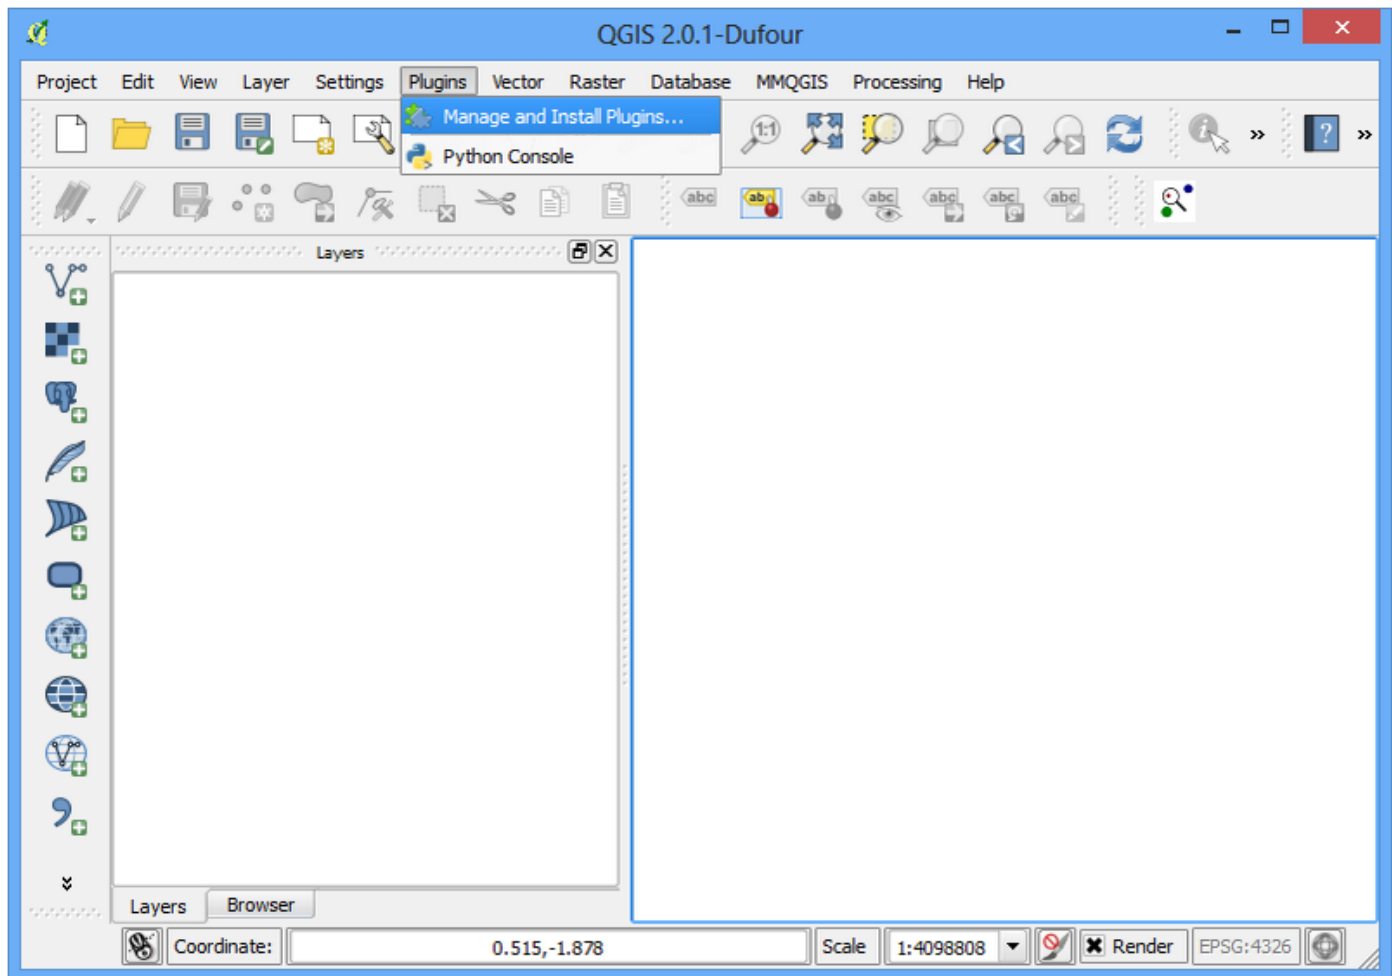 QGIS 2.0.1-Dufour
Project Edit View Layer Settings Plugins Vector Raster Database MMQGIS Processing Help
Manage and Install Plugins...
1:1 i » ? »
Python Console
abc ab ab abc abc abc abc
Layers
Layers Browser
Coordinate: 0.515,-1.878 Scale 1:4098808 Render EPSG:4326